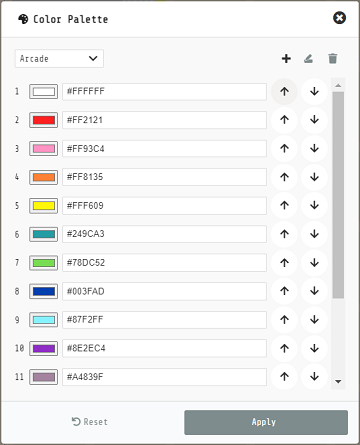 Color Palette
Arcade
1 #FFFFFF
2 #FF2121
3 #FF93C4
4 #FF8135
5 #FFF609
6 #249CA3
7 #78DC52
8 #003FAD
9 #87F2FF
10 #8E2EC4
11 #A4839F
Reset Apply